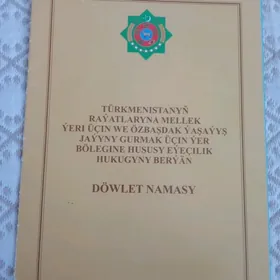 TÜRKMENISTANYŇ
RAÝATLARYNA MELLEK
ÝERI ÜÇIN WE ÖZBAŞDAK ÝAŞAÝYŞ
JAÝYNY GURMAK ÜÇIN ÝER
BÖLEGINE HUSUSY EÝEÇILIK
HUKUGYNY BERÝÄN
DÖWLET NAMASY